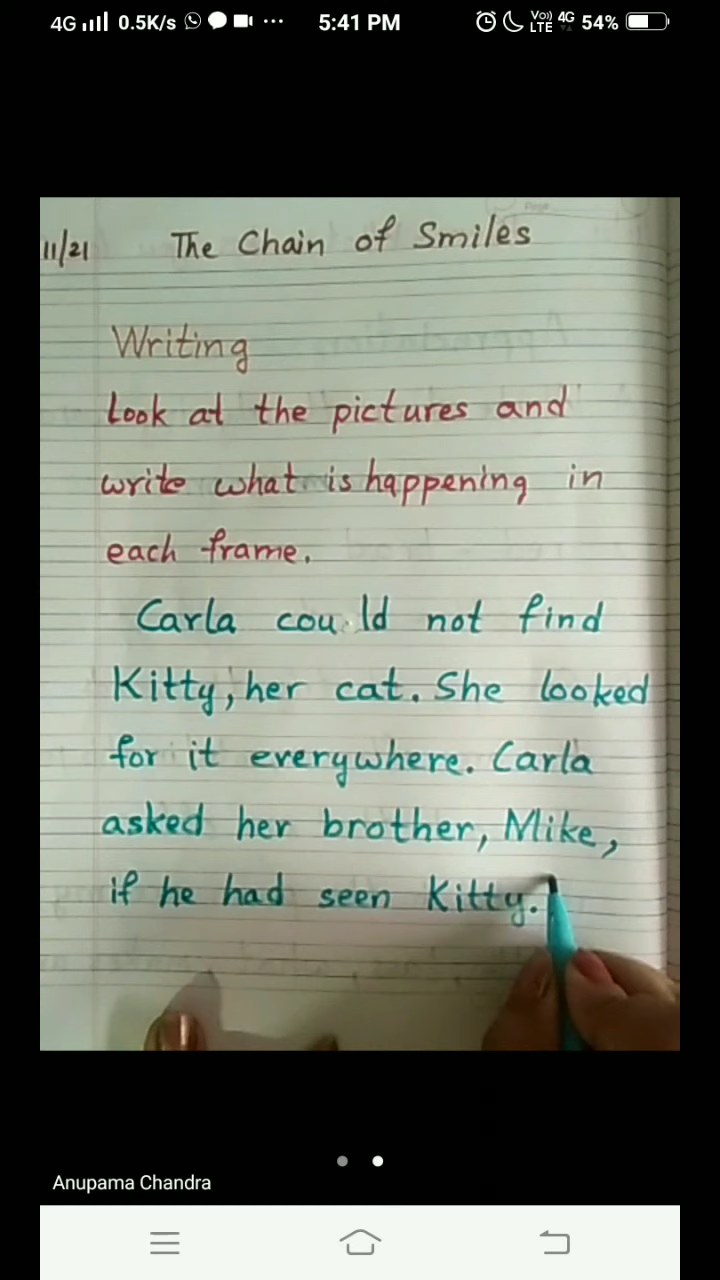 4G 0.5K/s ... 5:41 PM Vo) LTE 4G 54%
11/21 The Chain of Smiles
Writing
Look at the pictures and
write what is happening in
each frame.
Carla could not find
Kitty, her cat. She looked
for it everywhere. Carla
asked her brother, Mike,
if he had seen Kitty.
Anupama Chandra